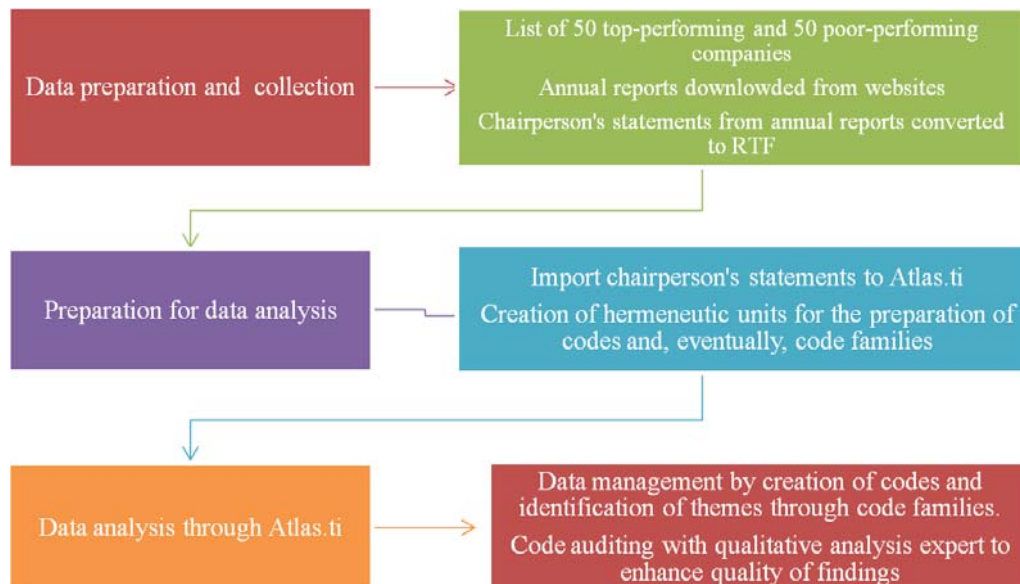 Data preparation and collection
List of 50 top-performing and 50 poor-performing
companies
Annual reports downlowded from websites
Chairperson's statements from annual reports converted
to RTF
Preparation for data analysis
Import chairperson's statements to Atlas.ti
Creation of hermeneutic units for the preparation of
codes and, eventually, code families
Data analysis through Atlas.ti
Data management by creation of codes and
identification of themes through code families.
Code auditing with qualitative analysis expert to
enhance quality of findings